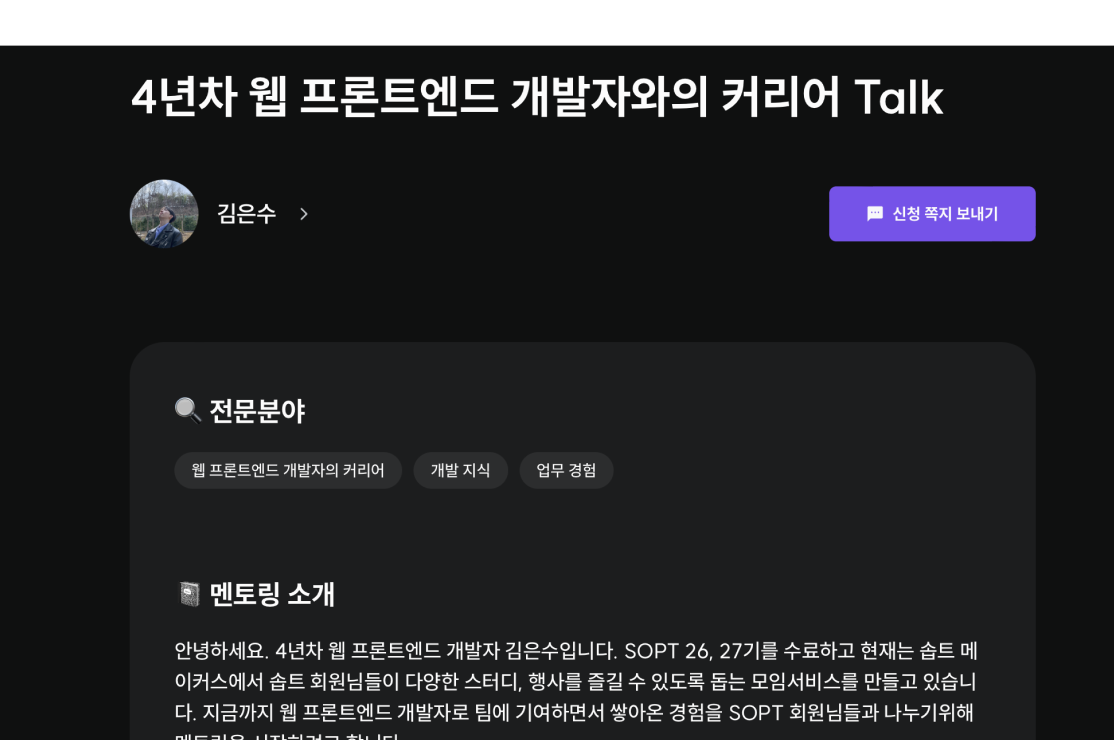 4년차 웹 프론트엔드 개발자와의 커리어 Talk
김은수
신청 쪽지 보내기
전문분야
웹 프론트엔드 개발자의 커리어
개발 지식
업무 경험
멘토링 소개
안녕하세요. 4년차 웹 프론트엔드 개발자 김은수입니다. SOPT 26, 27기를 수료하고 현재는 솝트 메
이커스에서 솝트 회원님들이 다양한 스터디, 행사를 즐길 수 있도록 돕는 모임서비스를 만들고 있습니
다. 지금까지 웹 프론트엔드 개발자로 팀에 기여하면서 쌓아온 경험을 SOPT 회원님들과 나누기위해